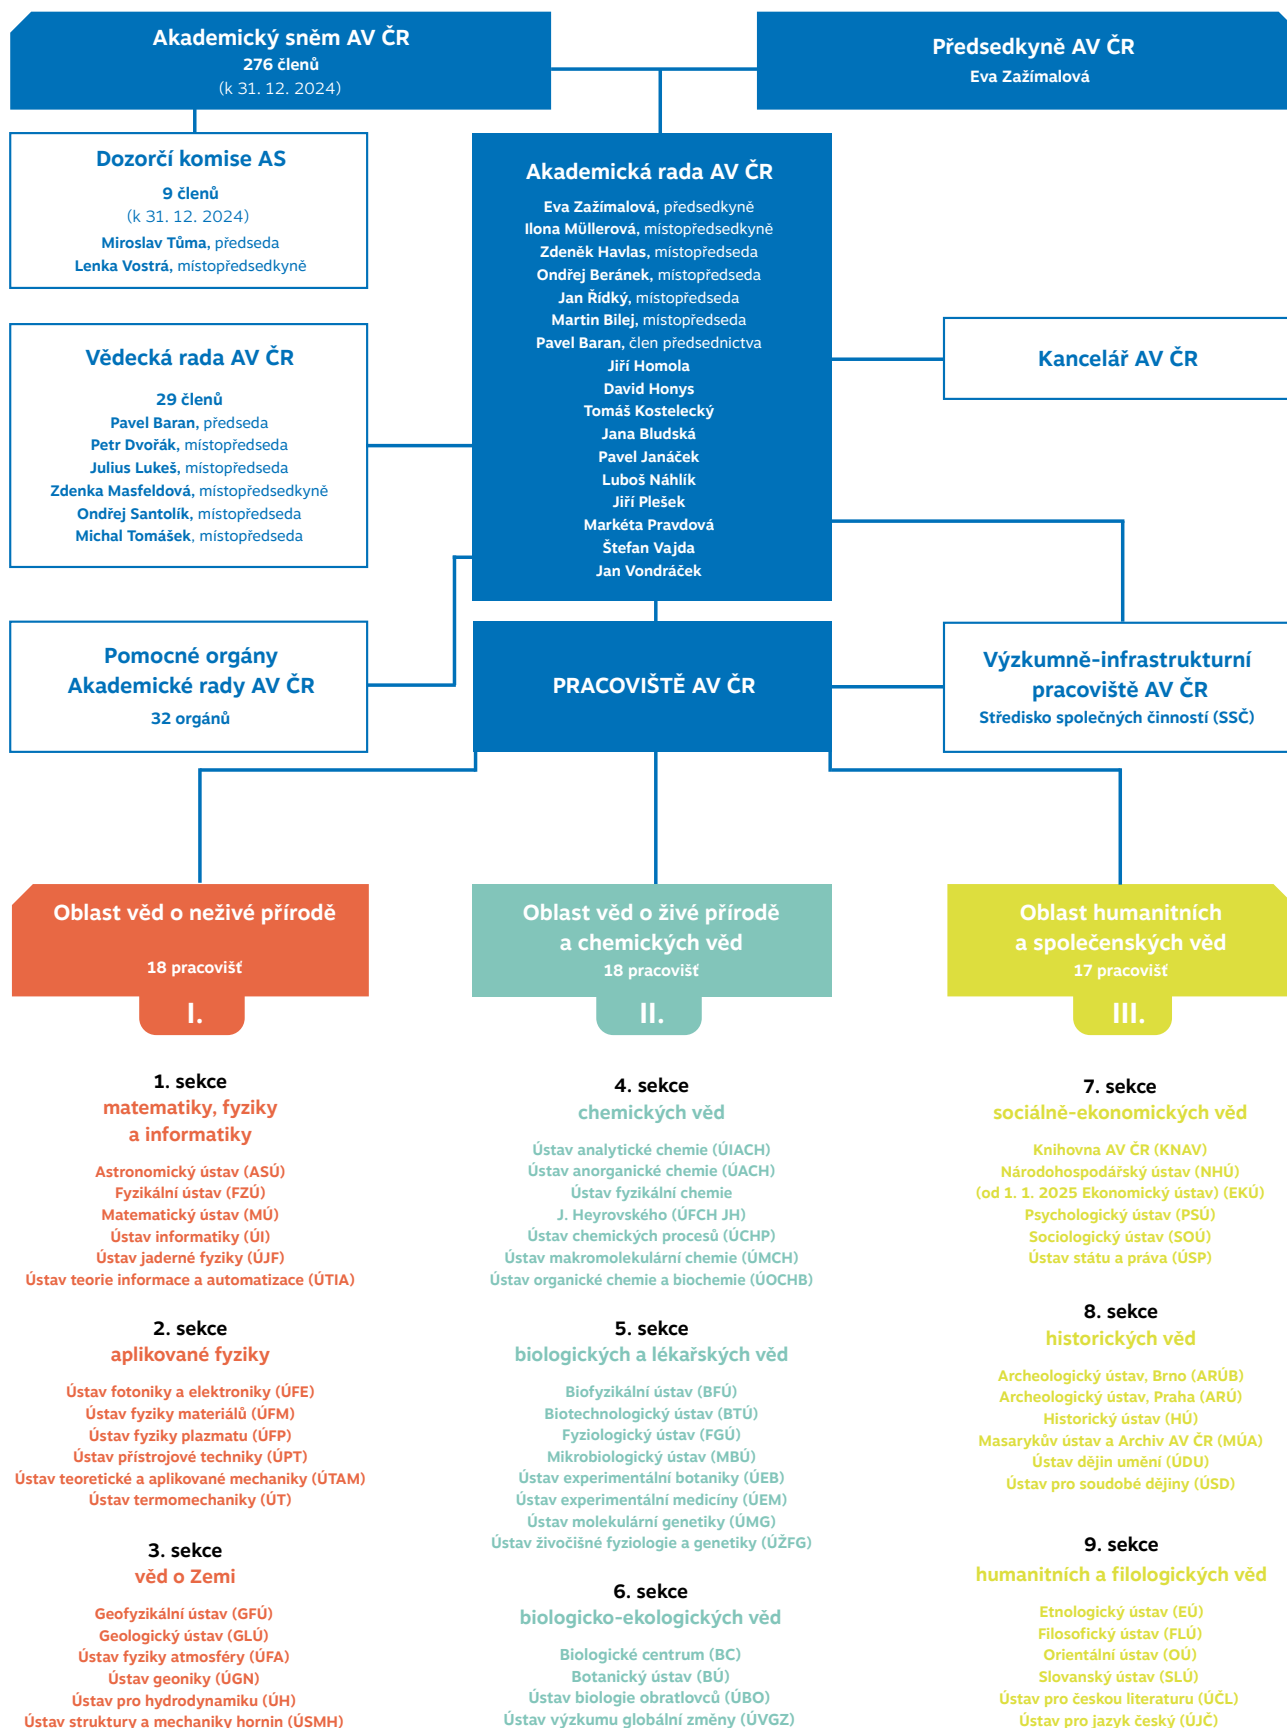 Akademický sněm AV ČR
276 členů
(k 31. 12. 2024)
Předsedkyně AV ČR
Eva Zažímalová
Dozorčí komise AS
9 členů
(k 31. 12. 2024)
Miroslav Tůma, předseda
Lenka Vostrá, místopředsedkyně
Akademická rada AV ČR
Eva Zažímalová, předsedkyně
Ilona Müllerová, místopředsedkyně
Zdeněk Havlas, místopředseda
Ondřej Beránek, místopředseda
Jan Řídký, místopředseda
Martin Bilej, místopředseda
Pavel Baran, člen předsednictva
Jiří Homola
David Honys
Tomáš Kostelecký
Jana Bludská
Pavel Janáček
Luboš Náhlík
Jiří Plešek
Markéta Pravdová
Štefan Vajda
Jan Vondráček
Vědecká rada AV ČR
29 členů
Pavel Baran, předseda
Petr Dvořák, místopředseda
Julius Lukeš, místopředseda
Zdenka Masfeldová, místopředsedkyně
Ondřej Santolík, místopředseda
Michal Tomášek, místopředseda
Kancelář AV ČR
Pomocné orgány
Akademické rady AV ČR
32 orgánů
PRACOVIŠTĚ AV ČR
Výzkumně-infrastrukturní
pracoviště AV ČR
Středisko společných činností (SSČ)
Oblast věd o neživé přírodě
18 pracovišť
I.
1. sekce
matematiky, fyziky
a informatiky
Astronomický ústav (ASÚ)
Fyzikální ústav (FZÚ)
Matematický ústav (MÚ)
Ústav informatiky (ÚI)
Ústav jaderné fyziky (ÚJF)
Ústav teorie informace a automatizace (ÚTIA)
2. sekce
aplikované fyziky
Ústav fotoniky a elektroniky (ÚFE)
Ústav fyziky materiálů (ÚFM)
Ústav fyziky plazmatu (ÚFP)
Ústav přístrojové techniky (ÚPT)
Ústav teoretické a aplikované mechaniky (ÚTAM)
Ústav termomechaniky (ÚT)
3. sekce
věd o Zemi
Geofyzikální ústav (GFÚ)
Geologický ústav (GLÚ)
Ústav fyziky atmosféry (ÚFA)
Ústav geoniky (ÚGN)
Ústav pro hydrodynamiku (ÚH)
Ústav struktury a mechaniky hornin (ÚSMH)
Oblast věd o živé přírodě
a chemických věd
18 pracovišť
II.
4. sekce
chemických věd
Ústav analytické chemie (ÚIACH)
Ústav anorganické chemie (ÚACH)
Ústav fyzikální chemie
J. Heyrovského (ÚFCH JH)
Ústav chemických procesů (ÚCHP)
Ústav makromolekulární chemie (ÚMCH)
Ústav organické chemie a biochemie (ÚOCHB)
5. sekce
biologických a lékařských věd
Biofyzikální ústav (BFÚ)
Biotechnologický ústav (BTÚ)
Fyziologický ústav (FGÚ)
Mikrobiologický ústav (MBÚ)
Ústav experimentální botaniky (ÚEB)
Ústav experimentální medicíny (ÚEM)
Ústav molekulární genetiky (ÚMG)
Ústav živočišné fyziologie a genetiky (ÚŽFG)
6. sekce
biologicko-ekologických věd
Biologické centrum (BC)
Botanický ústav (BÚ)
Ústav biologie obratlovců (ÚBO)
Ústav výzkumu globální změny (ÚVGZ)
Oblast humanitních
a společenských věd
17 pracovišť
III.
7. sekce
sociálně-ekonomických věd
Knihovna AV ČR (KNAV)
Národohospodářský ústav (NHÚ)
(od 1. 1. 2025 Ekonomický ústav) (EKÚ)
Psychologický ústav (PSÚ)
Sociologický ústav (SOÚ)
Ústav státu a práva (ÚSP)
8. sekce
historických věd
Archeologický ústav, Brno (ARÚB)
Archeologický ústav, Praha (ARÚ)
Historický ústav (HÚ)
Masarykův ústav a Archiv AV ČR (MÚA)
Ústav dějin umění (ÚDU)
Ústav pro soudobé dějiny (ÚSD)
9. sekce
humanitních a filologických věd
Etnologický ústav (EÚ)
Filosofický ústav (FLÚ)
Orientální ústav (OÚ)
Slovanský ústav (SLÚ)
Ústav pro českou literaturu (ÚČL)
Ústav pro jazyk český (ÚJČ)